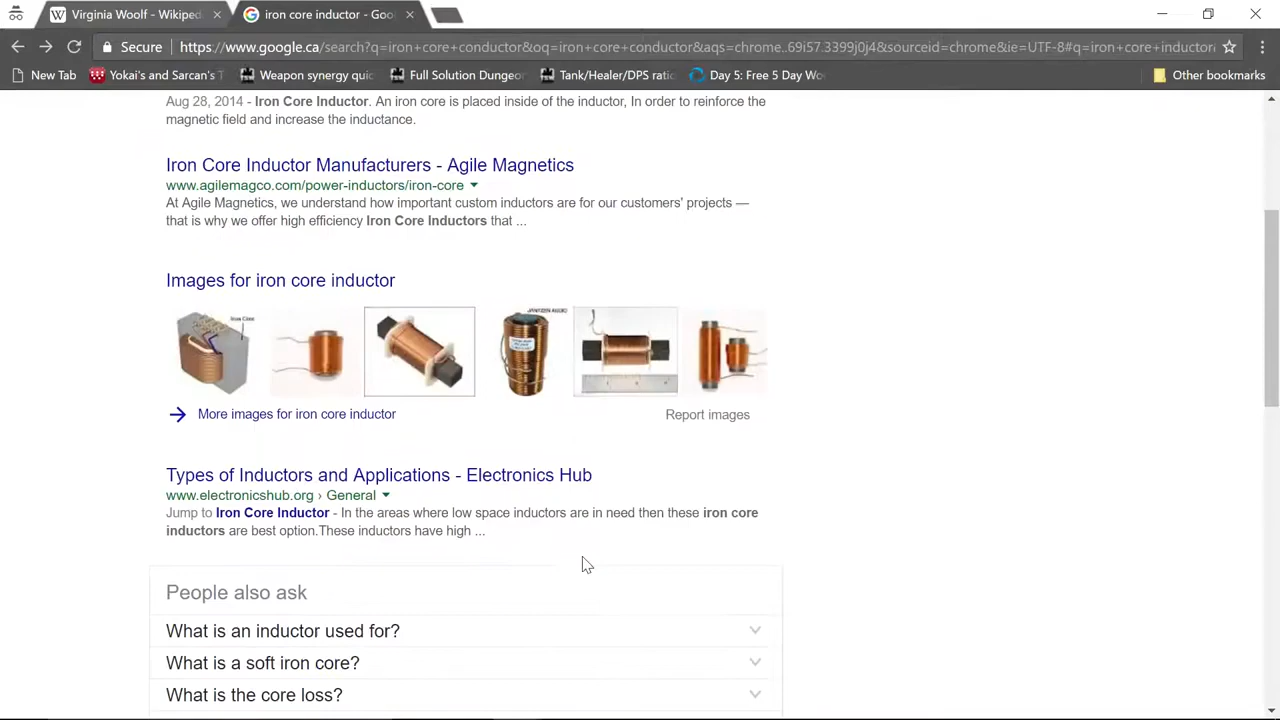 Virginia Woolf - Wikiped
iron core inductor - Goo
Secure
https://www.google.ca/search?q=iron+core+conductor&oq=iron+core+conductor&aqs=chrome..69i57.3399j0j4&sourceid=chrome&ie=UTF-8#q=iron+core+inductor
New Tab
Yokai's and Sarcan's T
Weapon synergy quic
Full Solution Dungeo
Tank/Healer/DPS ratio
Day 5: Free 5 Day Wo
Other bookmarks
Aug 28, 2014 - Iron Core Inductor. An iron core is placed inside of the inductor, In order to reinforce the
magnetic field and increase the inductance.
Iron Core Inductor Manufacturers - Agile Magnetics
www.agilemagco.com/power-inductors/iron-core
At Agile Magnetics, we understand how important custom inductors are for our customers' projects —
that is why we offer high efficiency Iron Core Inductors that ...
Images for iron core inductor
Iron Core
JANTZEN AUDIO
More images for iron core inductor
Report images
Types of Inductors and Applications - Electronics Hub
www.electronicshub.org › General
Jump to Iron Core Inductor - In the areas where low space inductors are in need then these iron core
inductors are best option.These inductors have high ...
People also ask
What is an inductor used for?
What is a soft iron core?
What is the core loss?